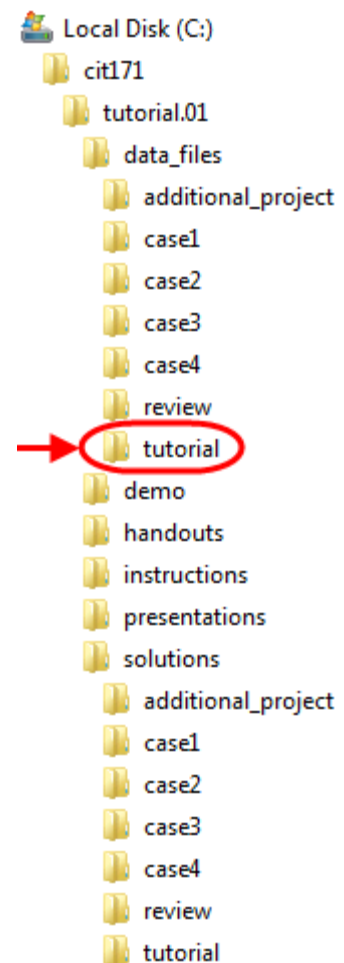 Local Disk (C:)
cit171
tutorial.01
data_files
additional_project
case1
case2
case3
case4
review
tutorial
demo
handouts
instructions
presentations
solutions
additional_project
case1
case2
case3
case4
review
tutorial